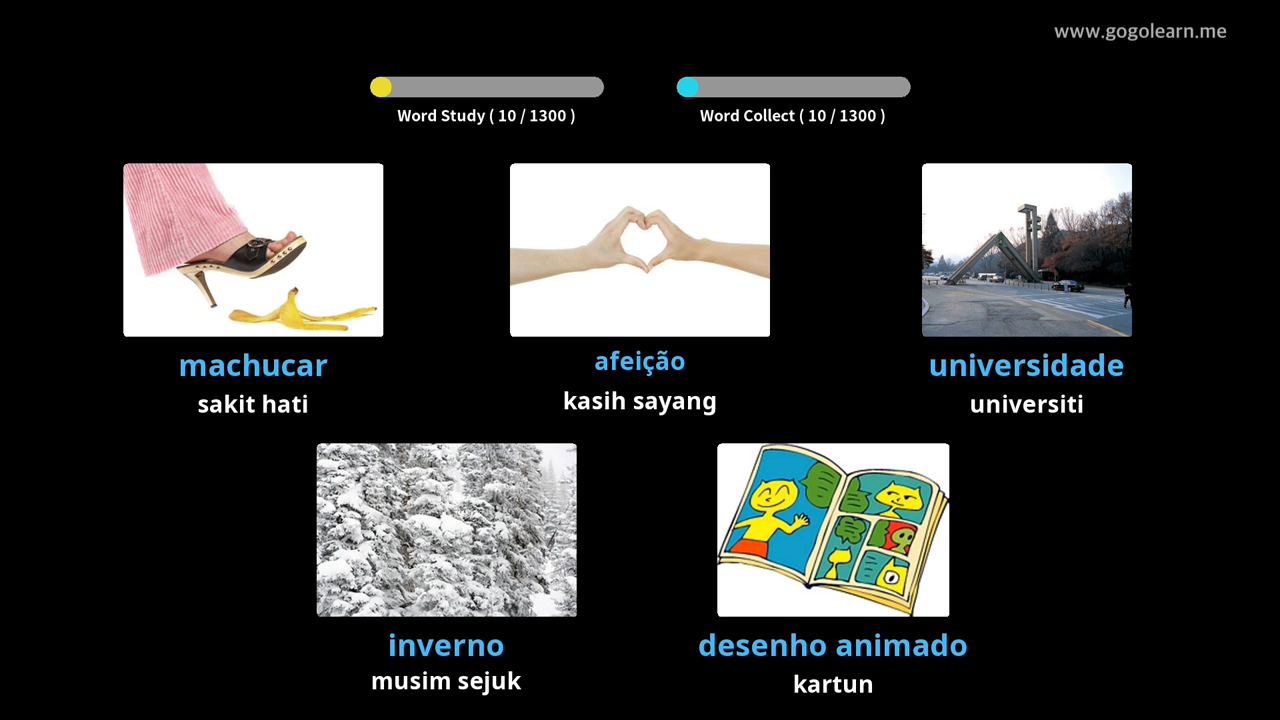 www.gogolearn.me
Word Study ( 10 / 1300 )
Word Collect ( 10 / 1300 )
machucar
sakit hati
afeição
kasih sayang
universidade
universiti
inverno
musim sejuk
desenho animado
kartun